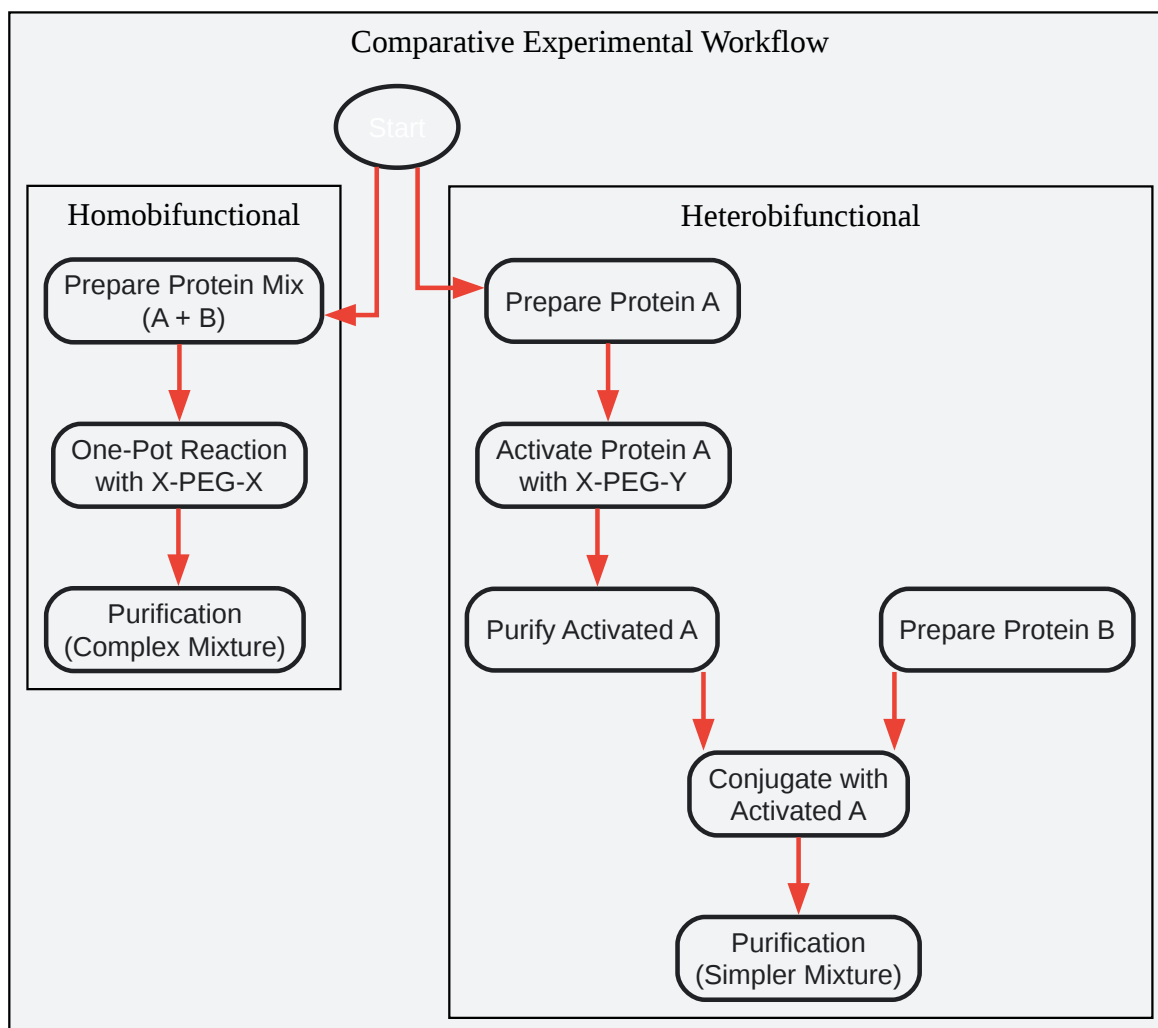 Comparative Experimental Workflow
Start
Homobifunctional
Prepare Protein Mix
(A + B)
One-Pot Reaction
with X-PEG-X
Purification
(Complex Mixture)
Heterobifunctional
Prepare Protein A
Activate Protein A
with X-PEG-Y
Purify Activated A
Prepare Protein B
Conjugate with
Activated A
Purification
(Simpler Mixture)